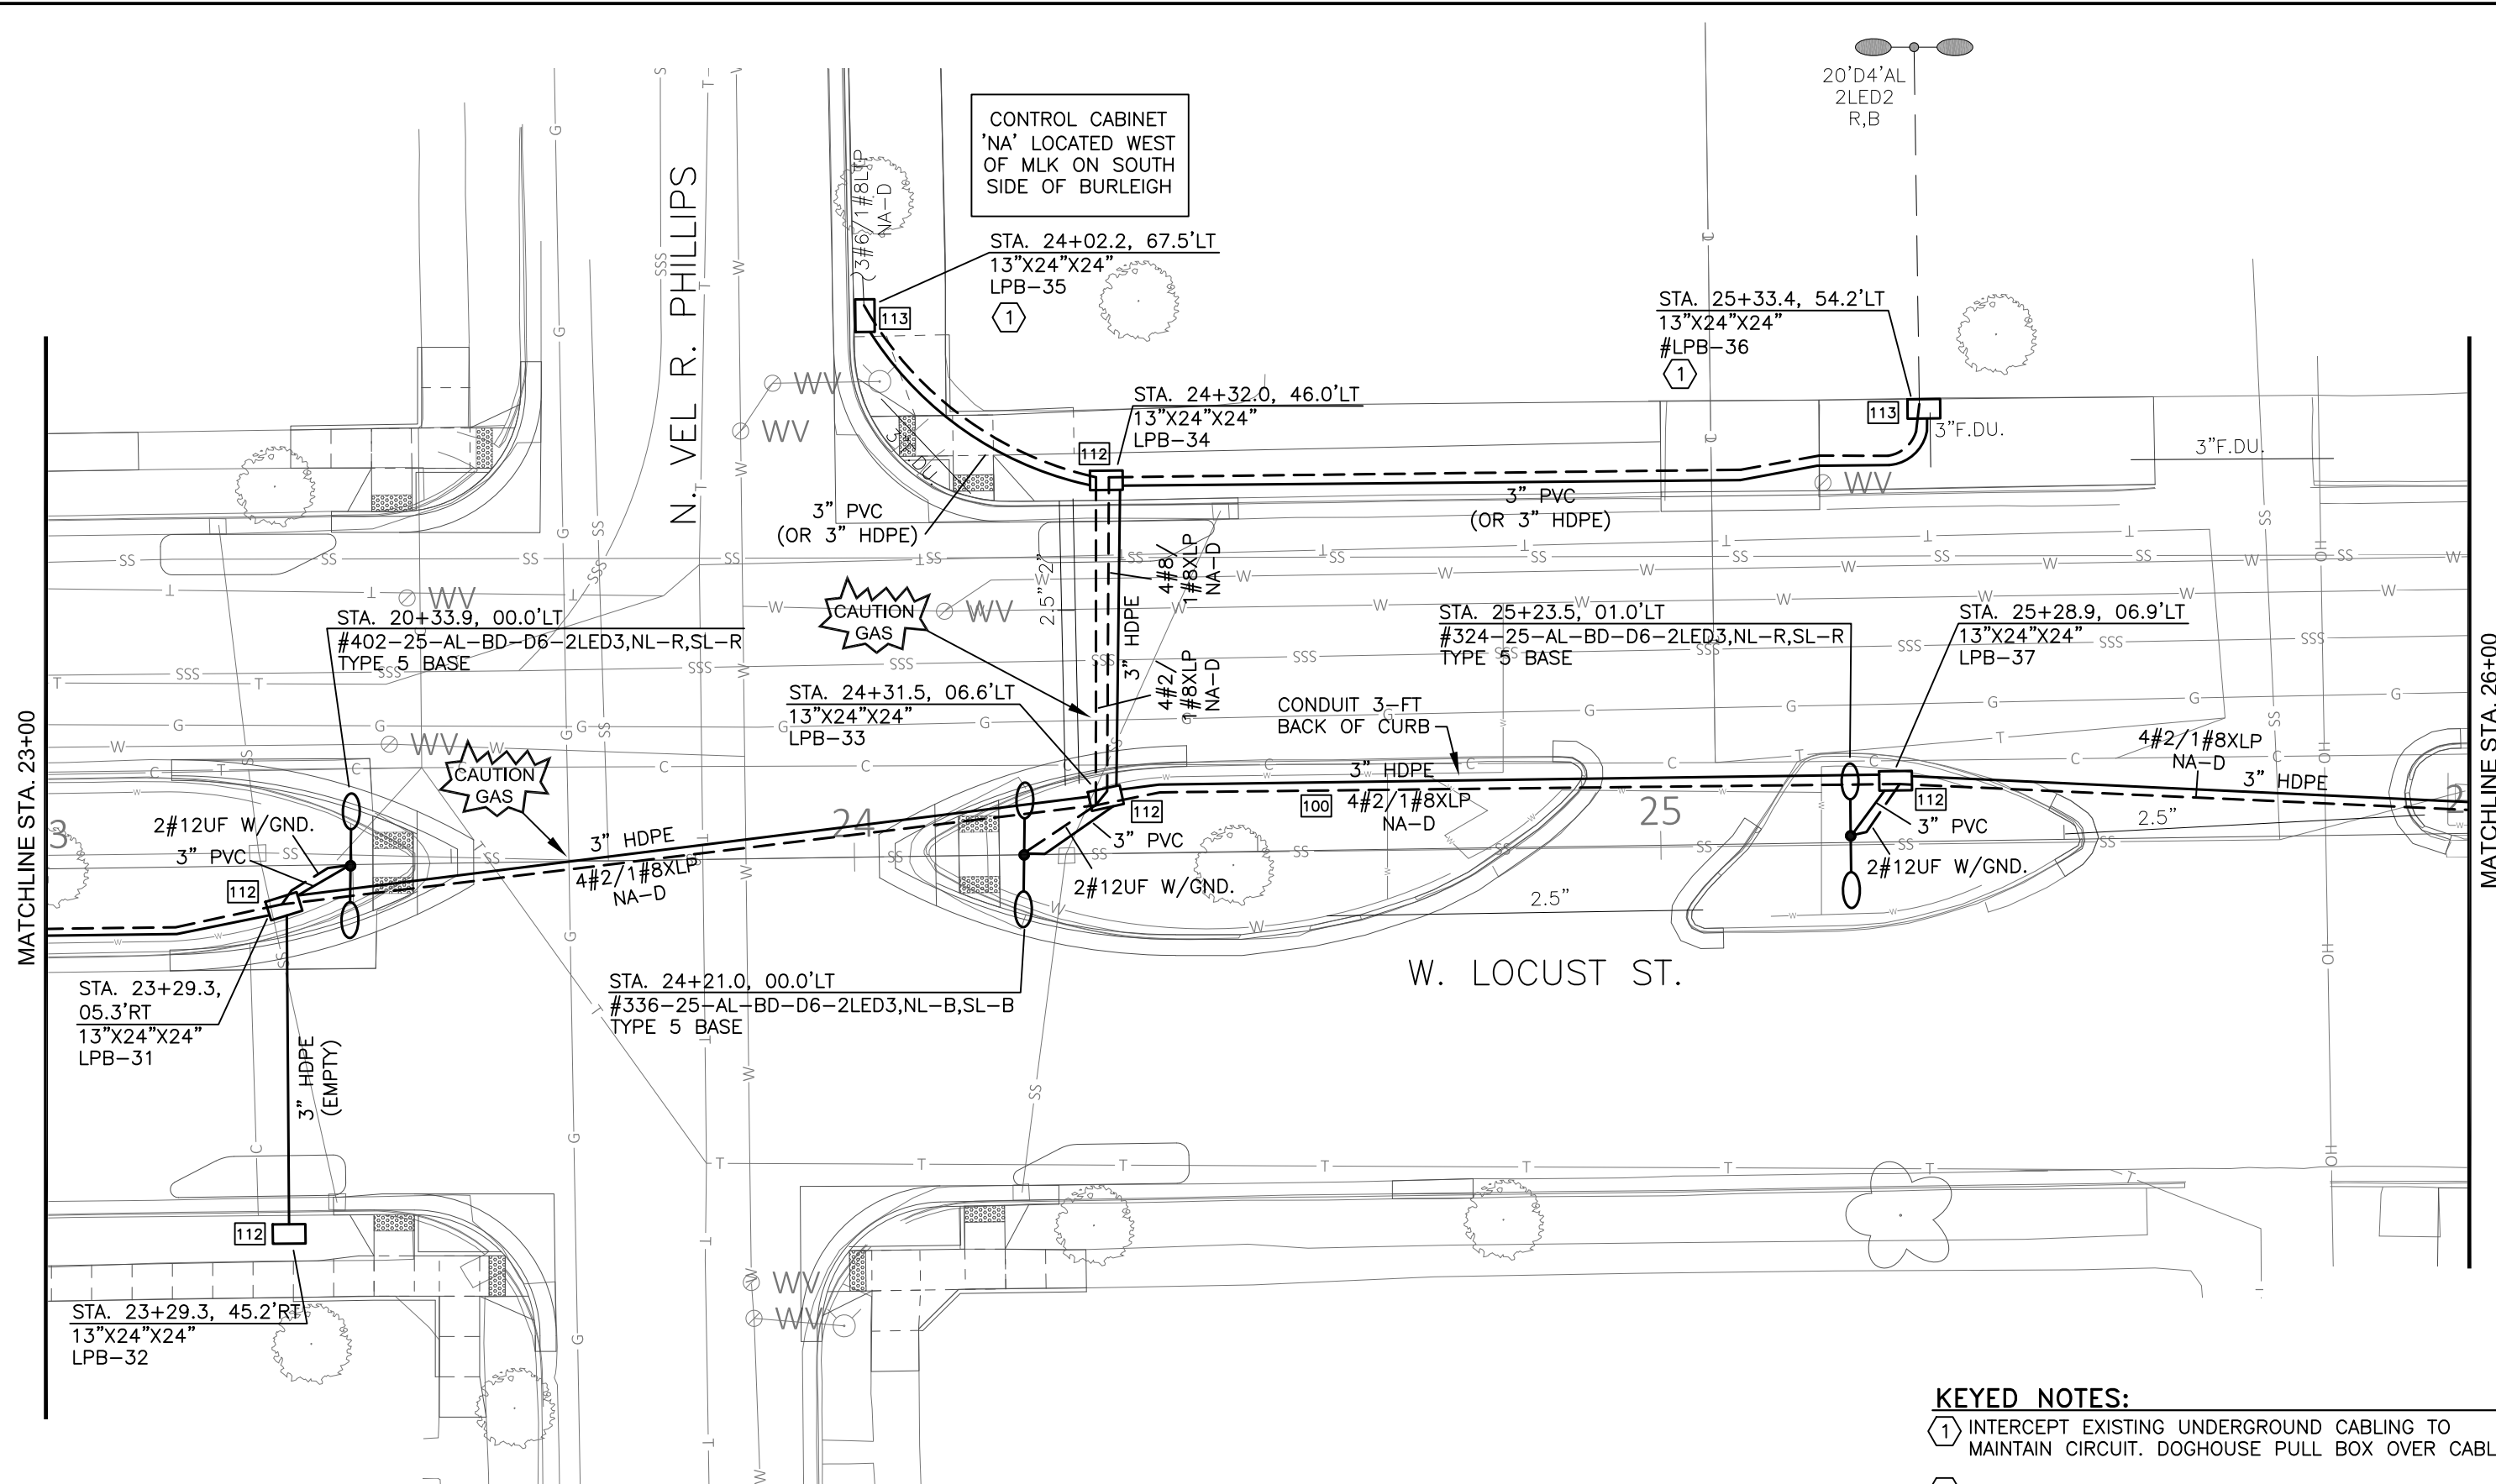 CONTROL CABINET
'NA' LOCATED WEST
OF MLK ON SOUTH
SIDE OF BURLEIGH
20'D4'AL
2LED2
R,B
N. VEL R. PHILLIPS
(3#6/1#8LTP
NA-D
STA. 24+02.2, 67.5'LT
13"X24"X24"
LPB-35
1
113
STA. 25+33.4, 54.2'LT
13"X24"X24"
#LPB-36
1
113
3"F.DU.
3"F.DU.
STA. 24+32.0, 46.0'LT
13"X24"X24"
LPB-34
112
WV
WV
WV
3" PVC
(OR 3" HDPE)
3" PVC
(OR 3" HDPE)
WV
WV
CAUTION
GAS
2.5" 2"
3" HDPE
4#8/
1#8XLP
NA-D
4#2/
1#8XLP
NA-D
STA. 20+33.9, 00.0'LT
#402-25-AL-BD-D6-2LED3,NL-R,SL-R
TYPE 5 BASE
STA. 25+23.5, 01.0'LT
#324-25-AL-BD-D6-2LED3,NL-R,SL-R
TYPE 5 BASE
STA. 25+28.9, 06.9'LT
13"X24"X24"
LPB-37
STA. 24+31.5, 06.6'LT
13"X24"X24"
LPB-33
CONDUIT 3-FT
BACK OF CURB
WV
CAUTION
GAS
4#2/1#8XLP
NA-D
3" HDPE
3" HDPE
100
4#2/1#8XLP
NA-D
112
112
3" PVC
3" PVC
24
25
2.5"
2#12UF W/GND.
3" PVC
112
3" HDPE
4#2/1#8XLP
NA-D
2#12UF W/GND.
2#12UF W/GND.
2.5"
W. LOCUST ST.
MATCHLINE STA. 23+00
MATCHLINE STA. 26+00
STA. 23+29.3,
05.3'RT
13"X24"X24"
LPB-31
STA. 24+21.0, 00.0'LT
#336-25-AL-BD-D6-2LED3,NL-B,SL-B
TYPE 5 BASE
3" HDPE
(EMPTY)
112
STA. 23+29.3, 45.2'RT
13"X24"X24"
LPB-32
WV
WV
KEYED NOTES:
1 INTERCEPT EXISTING UNDERGROUND CABLING TO
MAINTAIN CIRCUIT. DOGHOUSE PULL BOX OVER CABL